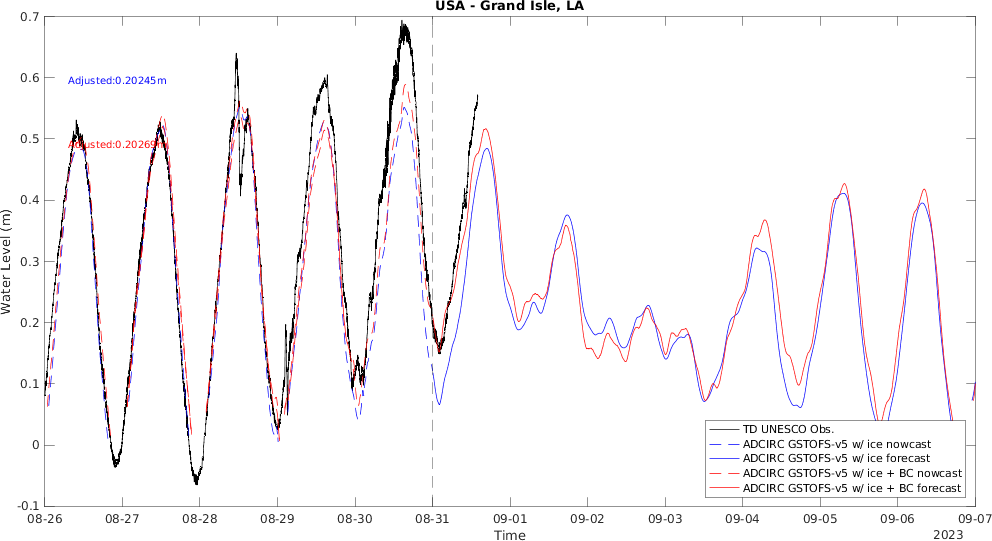 USA - Grand Isle, LA
0.7
0.6
0.5
0.4
0.3
0.2
0.1
0
-0.1
Water Level (m)
Adjusted:0.20245m
Adjusted:0.20269m
TD UNESCO Obs.
ADCIRC GSTOFS-v5 w/ ice nowcast
ADCIRC GSTOFS-v5 w/ ice forecast
ADCIRC GSTOFS-v5 w/ ice + BC nowcast
ADCIRC GSTOFS-v5 w/ ice + BC forecast
08-26 08-27 08-28 08-29 08-30 08-31 09-01 09-02 09-03 09-04 09-05 09-06 09-07
Time
2023